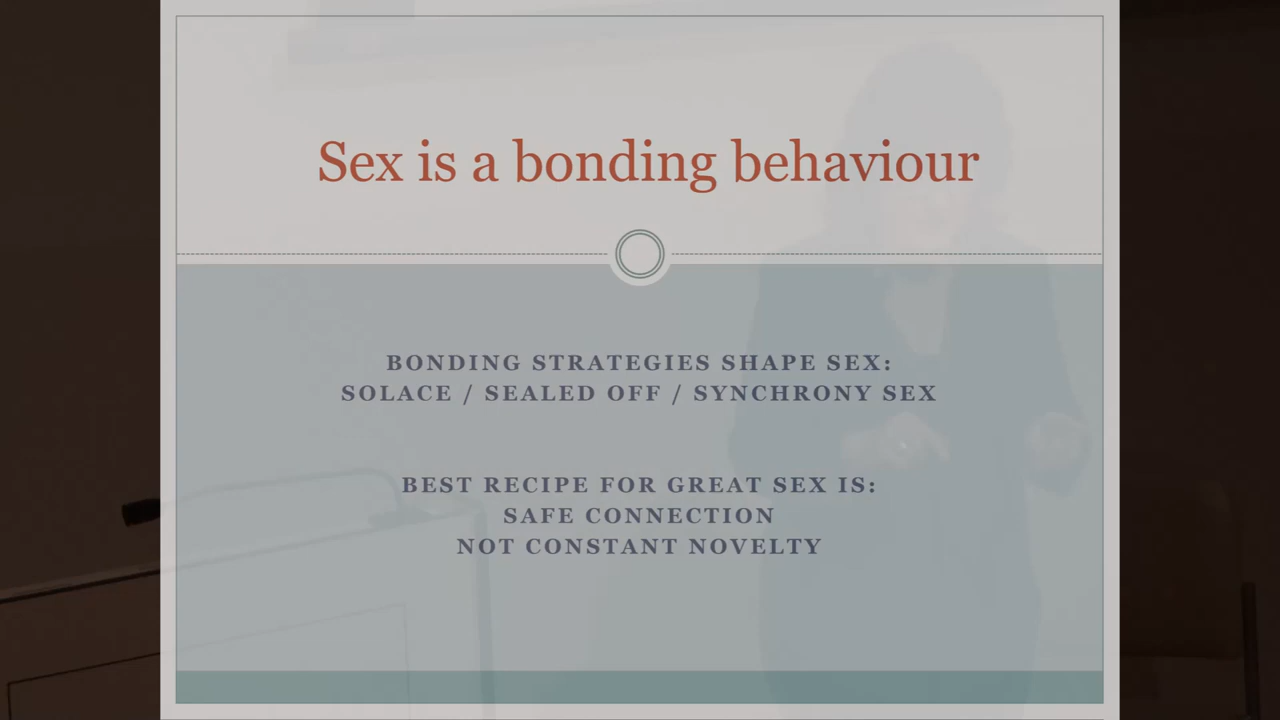 Sex is a bonding behaviour
BONDING STRATEGIES SHAPE SEX:
SOLACE / SEALED OFF / SYNCHRONY SEX
BEST RECIPE FOR GREAT SEX IS:
SAFE CONNECTION
NOT CONSTANT NOVELTY